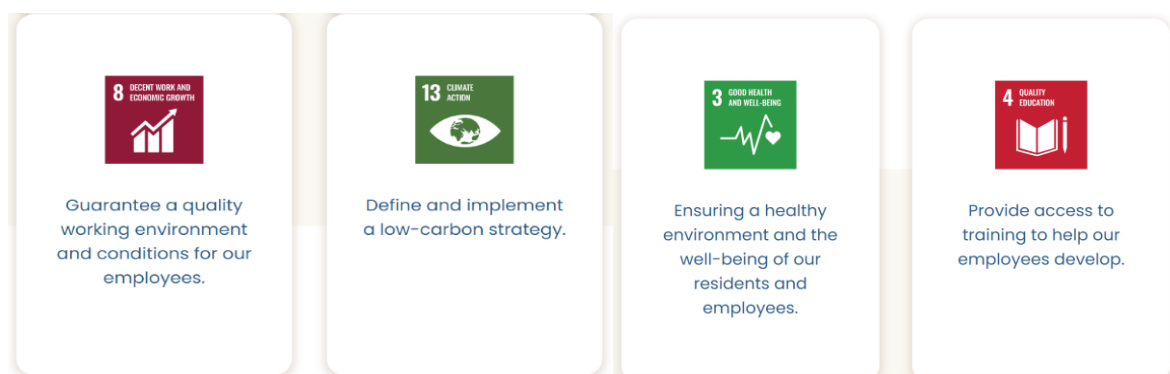 8 DECENT WORK AND
ECONOMIC GROWTH
Guarantee a quality
working environment
and conditions for our
employees.
13 CLIMATE
ACTION
Define and implement
a low-carbon strategy.
3 GOOD HEALTH
AND WELL-BEING
Ensuring a healthy
environment and the
well-being of our
residents and
employees.
4 QUALITY
EDUCATION
Provide access to
training to help our
employees develop.